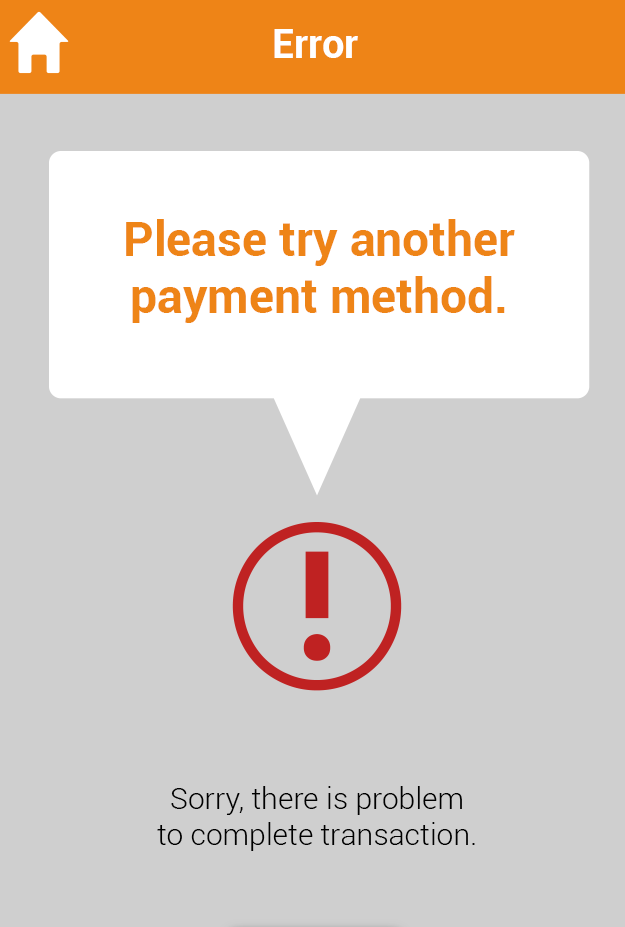 Error
Please try another
payment method.
Sorry, there is problem
to complete transaction.